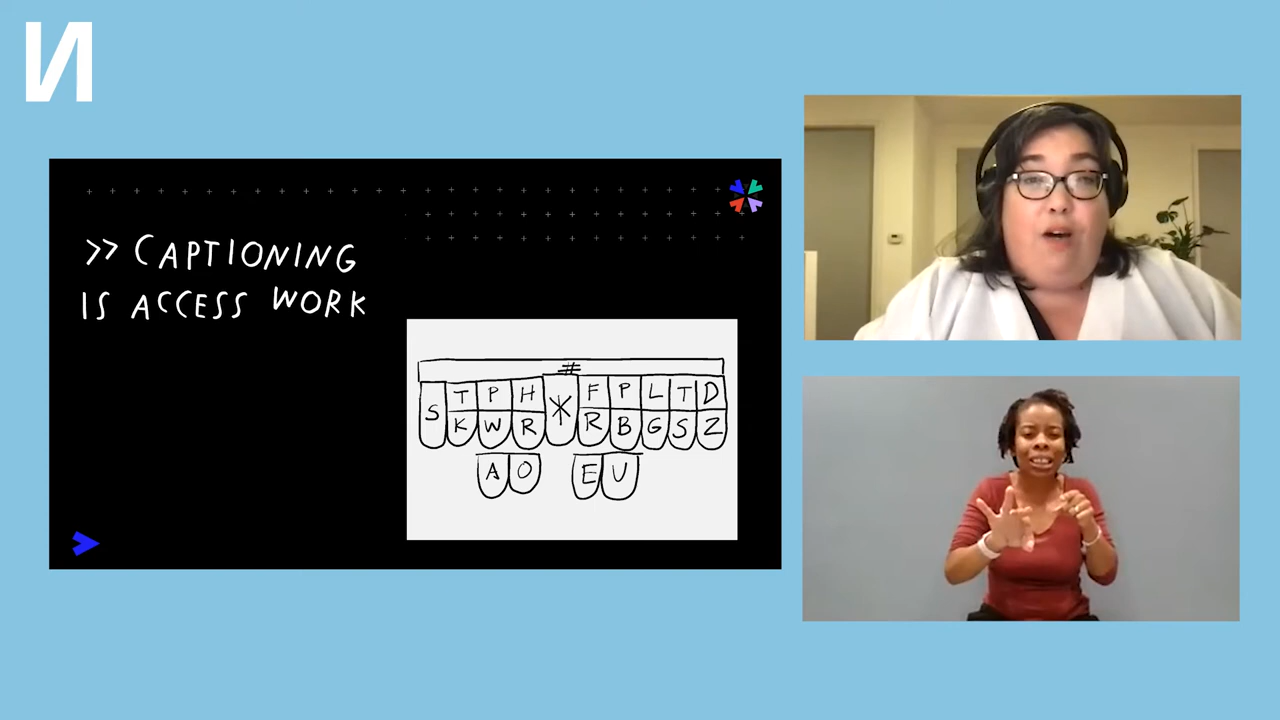 И
>> CAPTIONING
IS ACCESS WORK
#
S T P H * F P L T D
K W R R B G S Z
A O E U